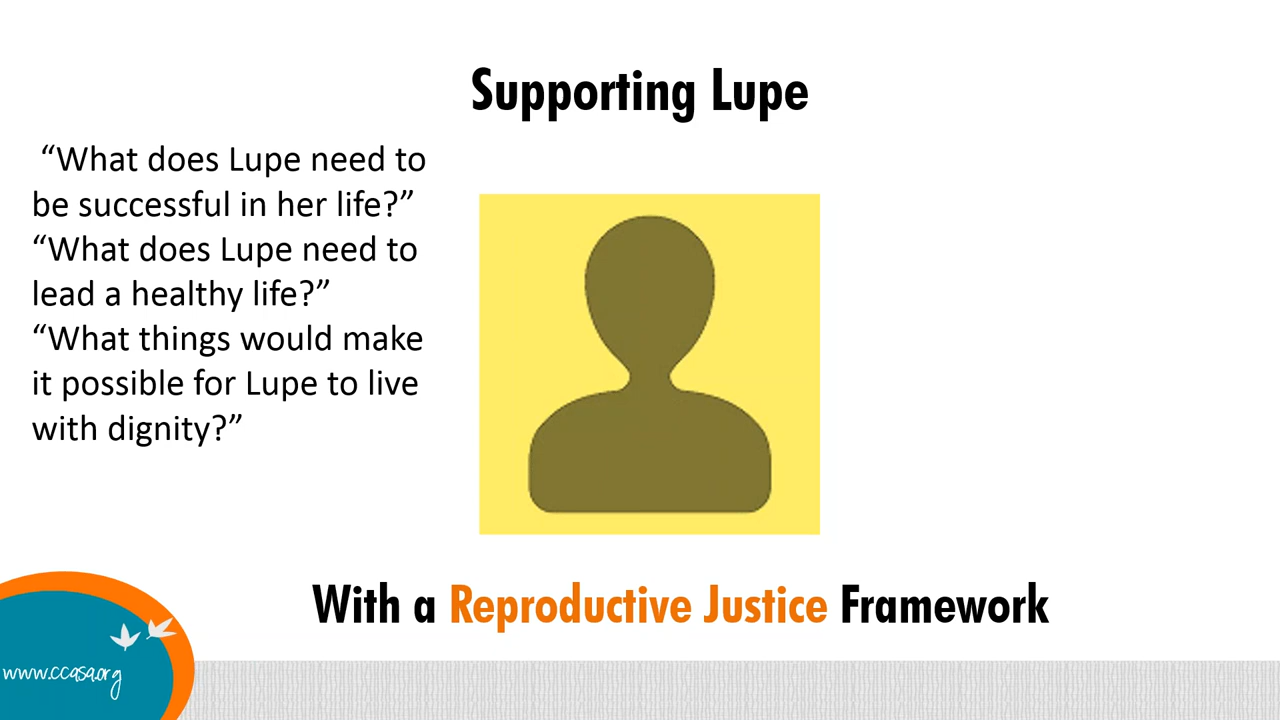 Supporting Lupe
“What does Lupe need to
be successful in her life?”
“What does Lupe need to
lead a healthy life?”
“What things would make
it possible for Lupe to live
with dignity?”
With a Reproductive Justice Framework
www.ccasa.org